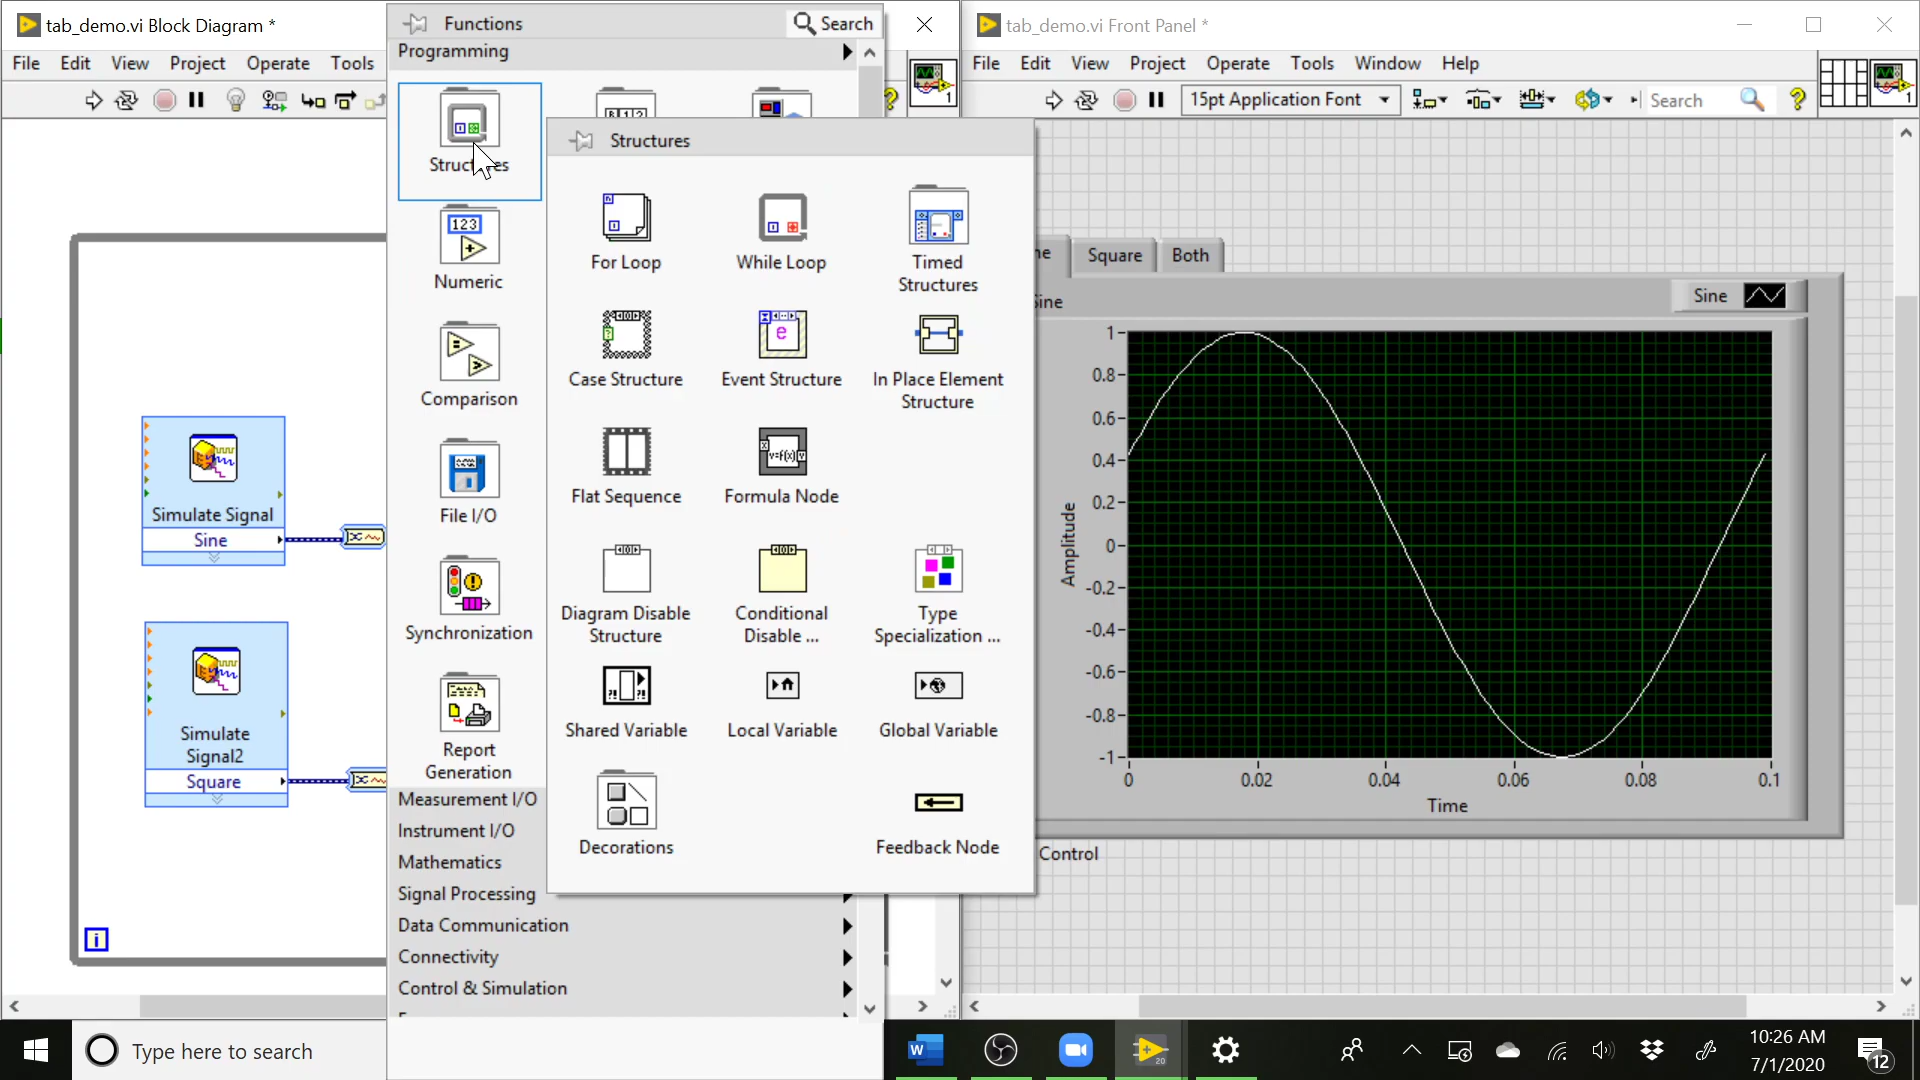 tab_demo.vi Block Diagram *
File Edit View Project Operate Tools
Functions
Search
Programming
Structures
Numeric
123
Comparison
File I/O
Synchronization
Report
Generation
Measurement I/O
Instrument I/O
Mathematics
Signal Processing
Data Communication
Connectivity
Control & Simulation
Structures
For Loop
While Loop
Timed
Structures
Case Structure
Event Structure
In Place Element
Structure
Flat Sequence
Formula Node
Diagram Disable
Structure
Conditional
Disable ...
Type
Specialization ...
Shared Variable
Local Variable
Global Variable
Decorations
Feedback Node
Simulate Signal
Sine
Simulate
Signal2
Square
i
tab_demo.vi Front Panel *
File Edit View Project Operate Tools Window Help
15pt Application Font
Search
1
1
ne
Square
Both
Sine
Sine
Amplitude
1
0.8
0.6
0.4
0.2
0
-0.2
-0.4
-0.6
-0.8
-1
0 0.02 0.04 0.06 0.08 0.1
Time
Control
Type here to search
20
10:26 AM
7/1/2020
12